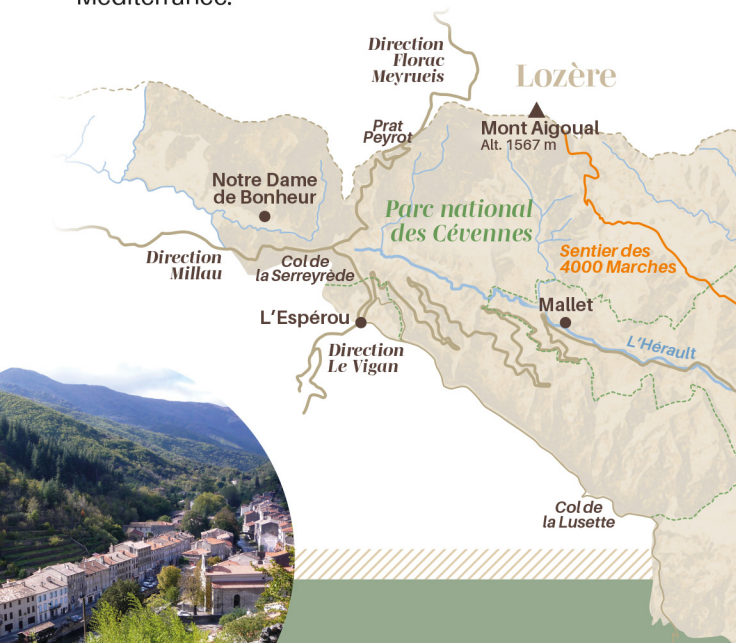 Méditerranée.
Direction
Florac
Meyrueis
Lozère
Prat
Peyrot
Mont Aigoual
Alt. 1567 m
Notre Dame
de Bonheur
Parc national
des Cévennes
Direction
Millau
Col de
la Serreyrède
Sentier des
4000 Marches
L'Espérou
Mallet
Direction
Le Vigan
L'Hérault
Col de
la Lusette